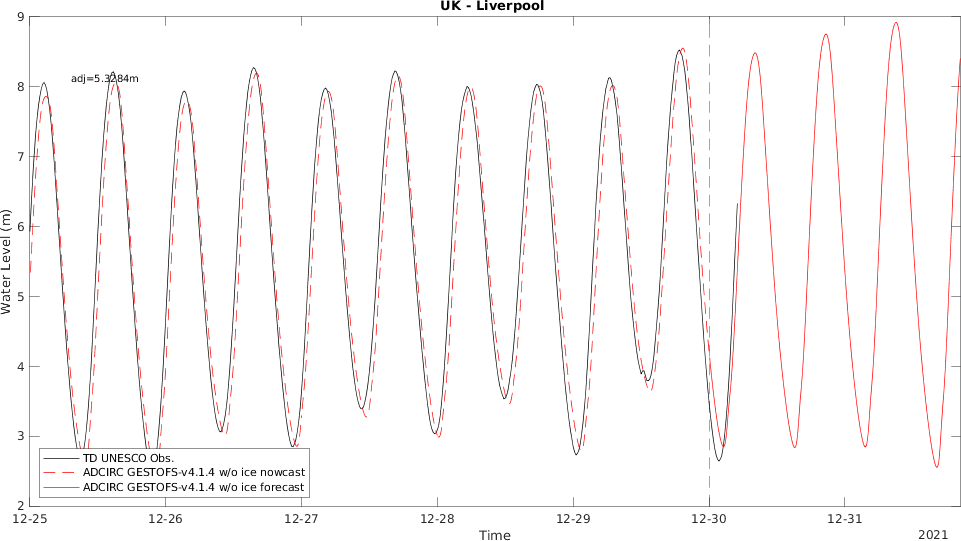 UK - Liverpool
9
8
7
6
5
4
3
2
Water Level (m)
adj=5.3284m
TD UNESCO Obs.
ADCIRC GESTOFS-v4.1.4 w/o ice nowcast
ADCIRC GESTOFS-v4.1.4 w/o ice forecast
12-25 12-26 12-27 12-28 12-29 12-30 12-31
Time
2021